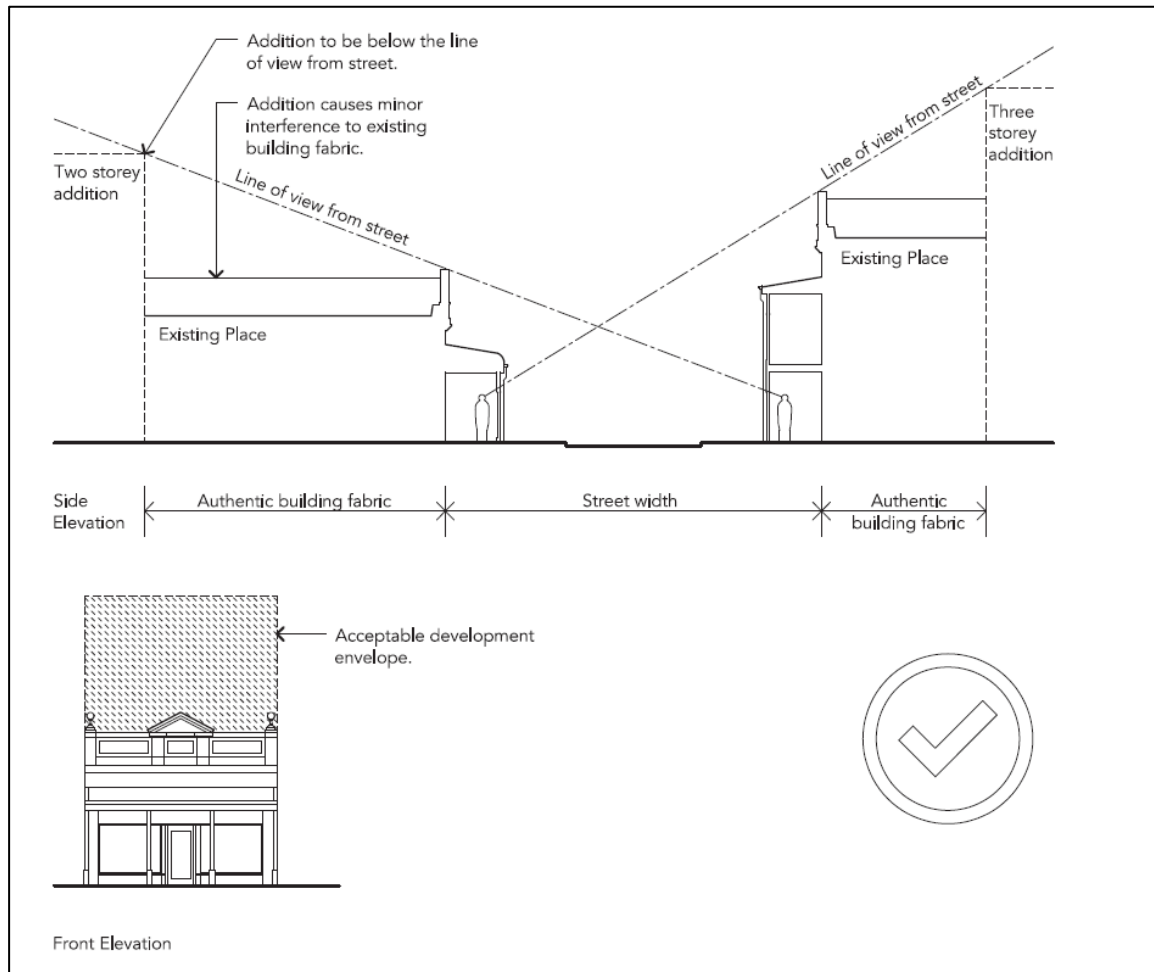 Addition to be below the line
of view from street.
Addition causes minor
interference to existing
building fabric.
Two storey
addition
Line of view from street
Line of view from street
Three
storey
addition
Existing Place
Existing Place
Side
Elevation
Authentic building fabric
Street width
Authentic
building fabric
Acceptable development
envelope.
Front Elevation